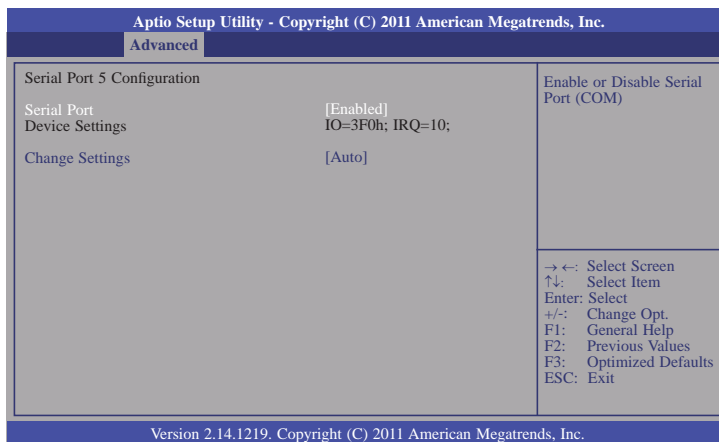 Aptio Setup Utility - Copyright (C) 2011 American Megatrends, Inc.
Advanced
Serial Port 5 Configuration
Serial Port [Enabled]
Device Settings IO=3F0h; IRQ=10;
Change Settings [Auto]
Enable or Disable Serial
Port (COM)
→←: Select Screen
↑↓: Select Item
Enter: Select
+/-: Change Opt.
F1: General Help
F2: Previous Values
F3: Optimized Defaults
ESC: Exit
Version 2.14.1219. Copyright (C) 2011 American Megatrends, Inc.